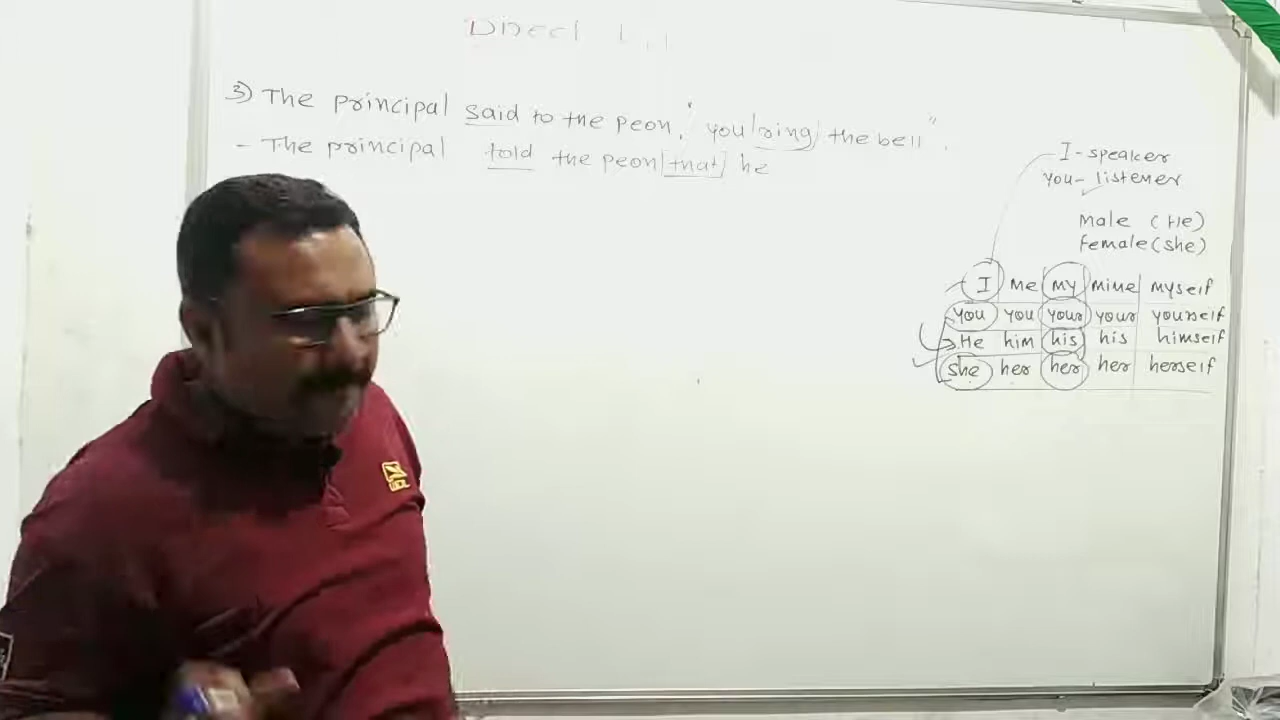 Direct
3) The principal said to the peon, "you ring the bell".
- The principal told the peon that he
I - speaker
you - listener
Male (He)
Female (she)
I me my mine myself
you you your your yourself
He him his his himself
she her her her herself